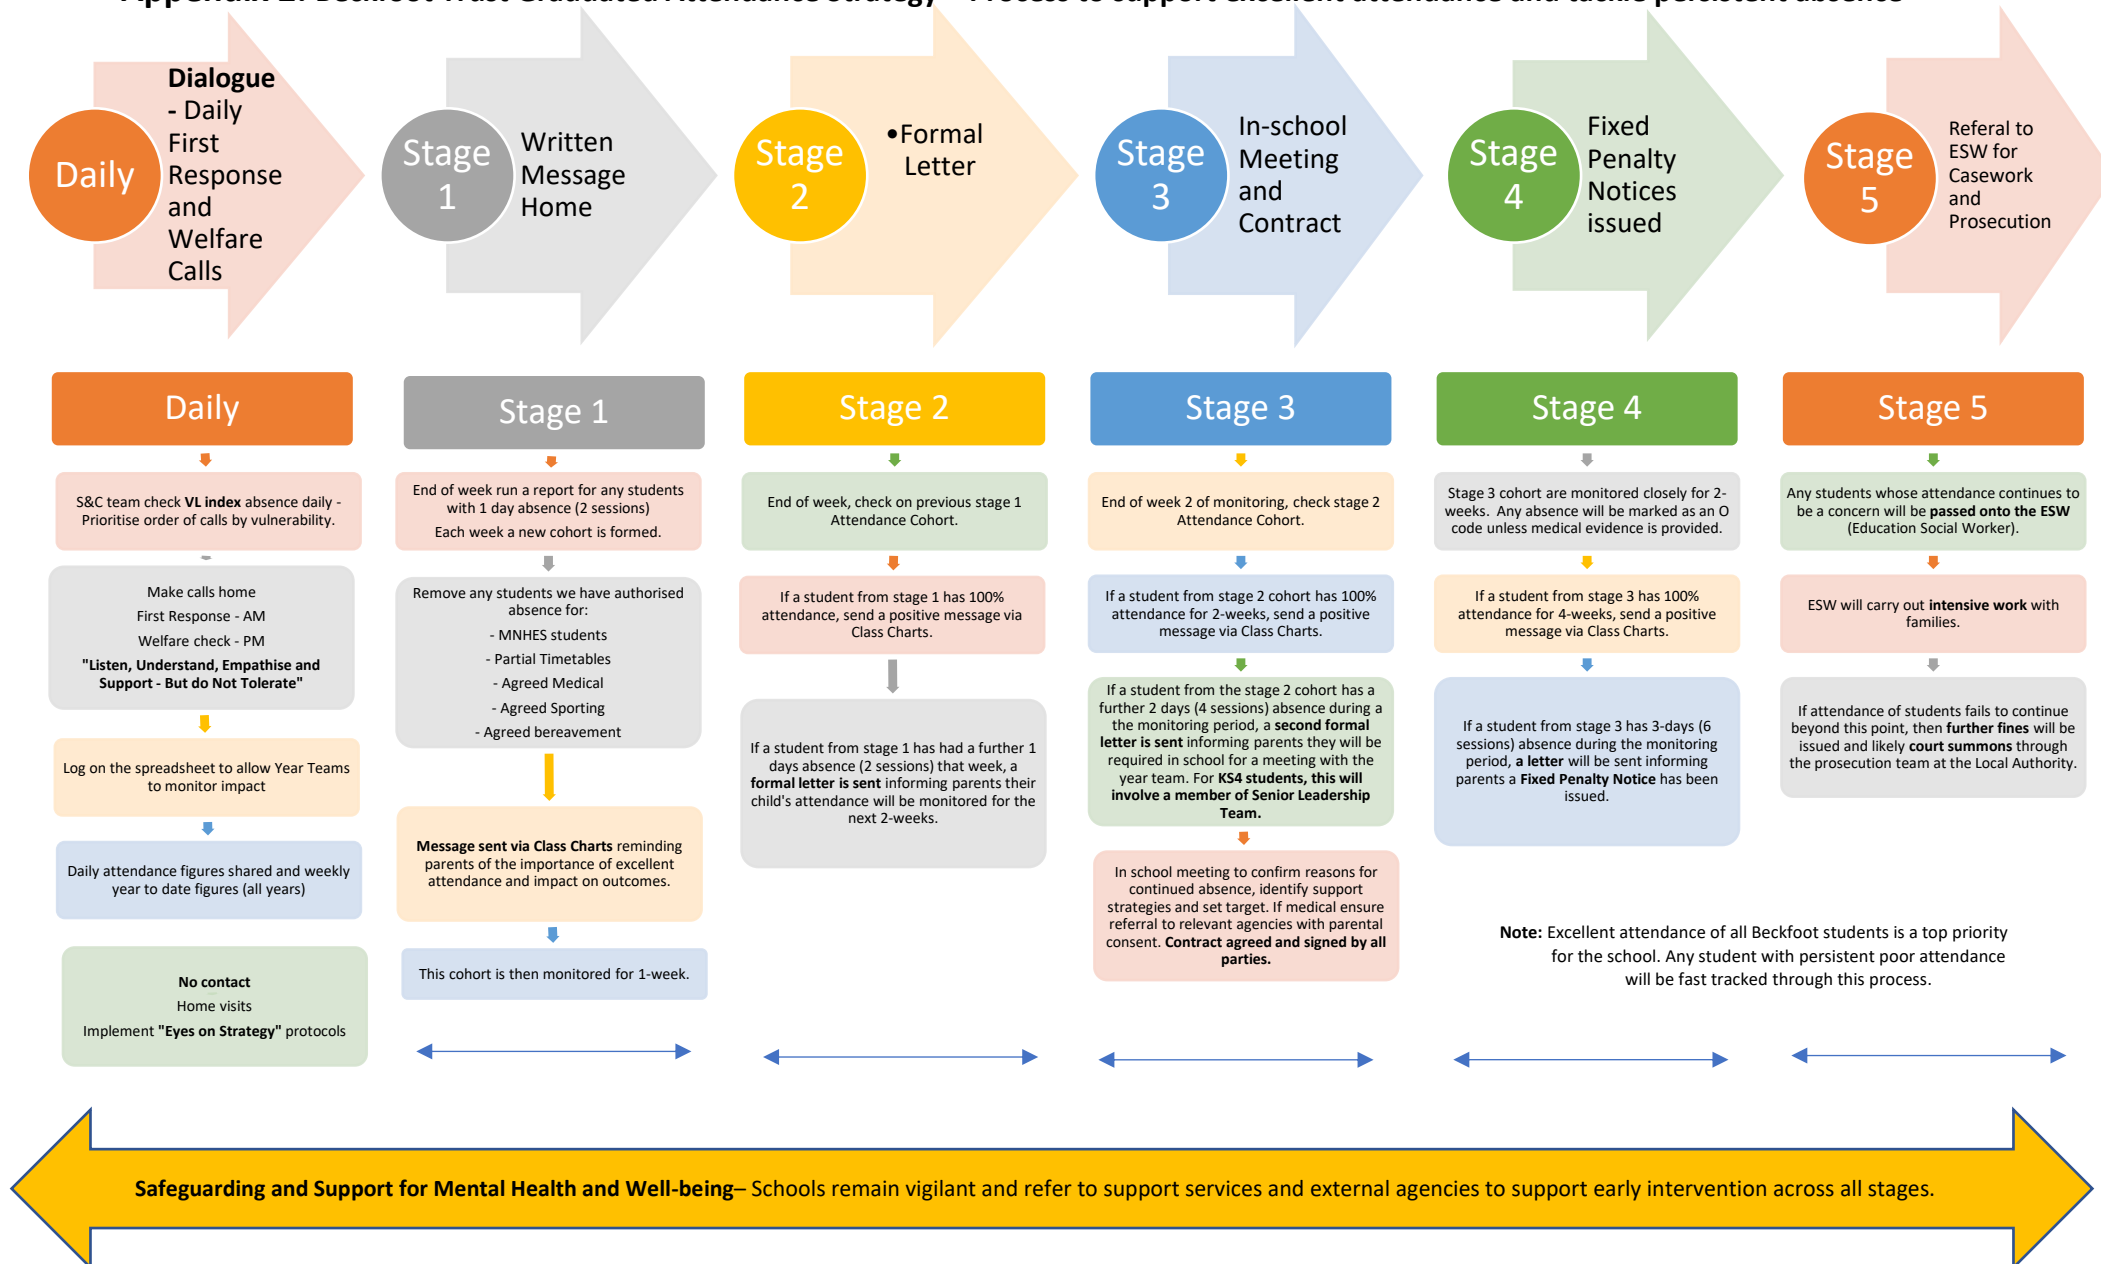 Appendix 2: Beckfoot Trust Graduated Attendance Strategy – Process to support excellent attendance and tackle persistent absence
Daily
Dialogue
- Daily
First
Response
and
Welfare
Calls
Stage
1
Written
Message
Home
Stage
2
•Formal
Letter
Stage
3
In-school
Meeting
and
Contract
Stage
4
Fixed
Penalty
Notices
issued
Stage
5
Referal to
ESW for
Casework
and
Prosecution
Daily
S&C team check VL index absence daily -
Prioritise order of calls by vulnerability.
Make calls home
First Response - AM
Welfare check - PM
"Listen, Understand, Empathise and
Support - But do Not Tolerate"
Log on the spreadsheet to allow Year Teams
to monitor impact
Daily attendance figures shared and weekly
year to date figures (all years)
No contact
Home visits
Implement "Eyes on Strategy" protocols
Stage 1
End of week run a report for any students
with 1 day absence (2 sessions)
Each week a new cohort is formed.
Remove any students we have authorised
absence for:
- MNHES students
- Partial Timetables
- Agreed Medical
- Agreed Sporting
- Agreed bereavement
Message sent via Class Charts reminding
parents of the importance of excellent
attendance and impact on outcomes.
This cohort is then monitored for 1-week.
Stage 2
End of week, check on previous stage 1
Attendance Cohort.
If a student from stage 1 has 100%
attendance, send a positive message via
Class Charts.
If a student from stage 1 has had a further 1
days absence (2 sessions) that week, a
formal letter is sent informing parents their
child's attendance will be monitored for the
next 2-weeks.
Stage 3
End of week 2 of monitoring, check stage 2
Attendance Cohort.
If a student from stage 2 cohort has 100%
attendance for 2-weeks, send a positive
message via Class Charts.
If a student from the stage 2 cohort has a
further 2 days (4 sessions) absence during a
the monitoring period, a second formal
letter is sent informing parents they will be
required in school for a meeting with the
year team. For KS4 students, this will
involve a member of Senior Leadership
Team.
In school meeting to confirm reasons for
continued absence, identify support
strategies and set target. If medical ensure
referral to relevant agencies with parental
consent. Contract agreed and signed by all
parties.
Stage 4
Stage 3 cohort are monitored closely for 2-
weeks. Any absence will be marked as an O
code unless medical evidence is provided.
If a student from stage 3 has 100%
attendance for 4-weeks, send a positive
message via Class Charts.
If a student from stage 3 has 3-days (6
sessions) absence during the monitoring
period, a letter will be sent informing
parents a Fixed Penalty Notice has been
issued.
Stage 5
Any students whose attendance continues to
be a concern will be passed onto the ESW
(Education Social Worker).
ESW will carry out intensive work with
families.
If attendance of students fails to continue
beyond this point, then further fines will be
issued and likely court summons through
the prosecution team at the Local Authority.
Note: Excellent attendance of all Beckfoot students is a top priority
for the school. Any student with persistent poor attendance
will be fast tracked through this process.
Safeguarding and Support for Mental Health and Well-being– Schools remain vigilant and refer to support services and external agencies to support early intervention across all stages.